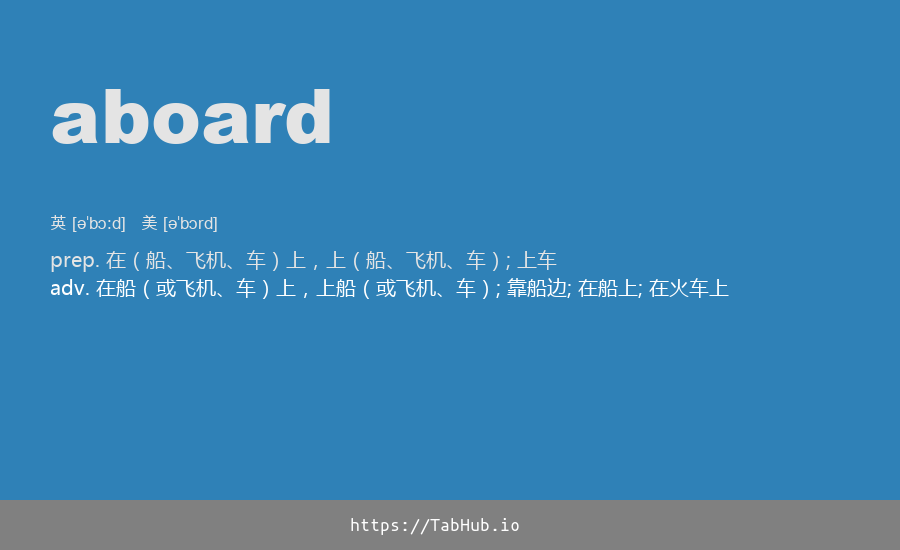 aboard
英 [ə'bɔːd] 美 [ə'bɔrd]
prep. 在（船、飞机、车）上，上（船、飞机、车）; 上车
adv. 在船（或飞机、车）上，上船（或飞机、车）; 靠船边; 在船上; 在火车上
https://TabHub.io